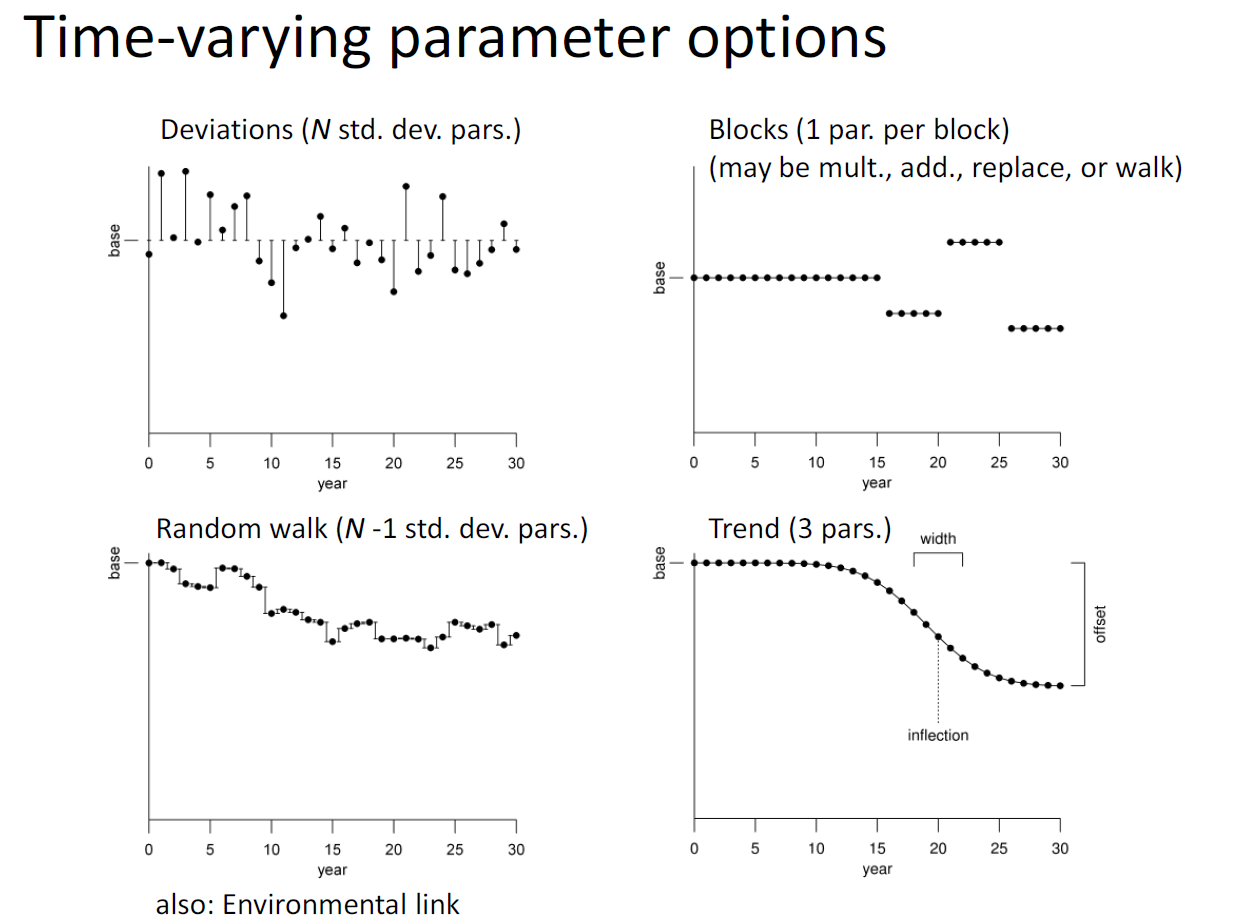 Time-varying parameter options
Deviations (N std. dev. pars.)
base
0 5 10 15 20 25 30
year
Blocks (1 par. per block)
(may be mult., add., replace, or walk)
base
0 5 10 15 20 25 30
year
Random walk (N -1 std. dev. pars.)
base
0 5 10 15 20 25 30
year
Trend (3 pars.)
width
base
offset
inflection
0 5 10 15 20 25 30
year
also: Environmental link